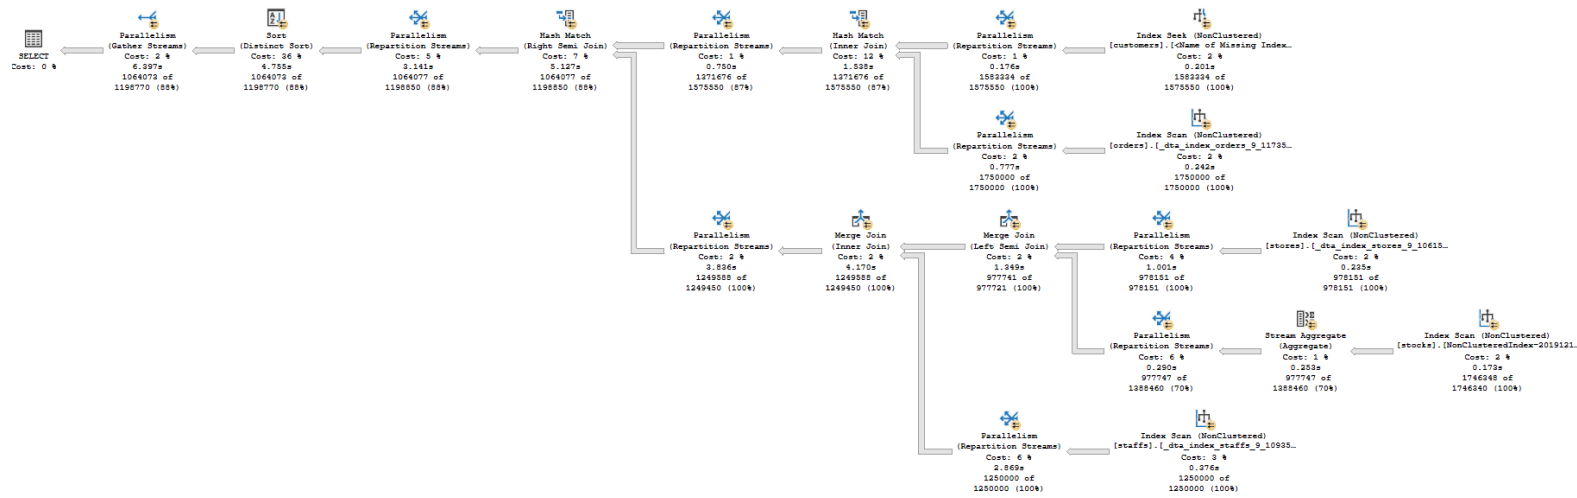 SELECT
Cost: 0 %
Parallelism
(Gather Streams)
Cost: 2 %
6.397s
1064073 of
1198770 (88%)
Sort
(Distinct Sort)
Cost: 36 %
4.755s
1064073 of
1198770 (88%)
Parallelism
(Repartition Streams)
Cost: 5 %
3.141s
1064077 of
1198850 (88%)
Hash Match
(Right Semi Join)
Cost: 7 %
5.127s
1064077 of
1198850 (88%)
Parallelism
(Repartition Streams)
Cost: 1 %
0.750s
1371676 of
1575550 (87%)
Hash Match
(Inner Join)
Cost: 12 %
1.538s
1371676 of
1575550 (87%)
Parallelism
(Repartition Streams)
Cost: 1 %
0.176s
1583334 of
1575550 (100%)
Index Seek (NonClustered)
[customers].[<Name of Missing Index…
Cost: 2 %
0.201s
1583334 of
1575550 (100%)
Parallelism
(Repartition Streams)
Cost: 2 %
0.777s
1750000 of
1750000 (100%)
Index Scan (NonClustered)
[orders].[_dta_index_orders_9_11735…
Cost: 2 %
0.242s
1750000 of
1750000 (100%)
Parallelism
(Repartition Streams)
Cost: 2 %
3.836s
1249588 of
1249450 (100%)
Merge Join
(Inner Join)
Cost: 2 %
4.170s
1249588 of
1249450 (100%)
Merge Join
(Left Semi Join)
Cost: 2 %
1.349s
977741 of
977721 (100%)
Parallelism
(Repartition Streams)
Cost: 4 %
1.001s
978151 of
978151 (100%)
Index Scan (NonClustered)
[stores].[_dta_index_stores_9_10615…
Cost: 2 %
0.235s
978151 of
978151 (100%)
Parallelism
(Repartition Streams)
Cost: 6 %
0.290s
977747 of
1388460 (70%)
Stream Aggregate
(Aggregate)
Cost: 1 %
0.253s
977747 of
1388460 (70%)
Index Scan (NonClustered)
[stocks].[NonClusteredIndex-2019121…
Cost: 2 %
0.173s
1746348 of
1746340 (100%)
Parallelism
(Repartition Streams)
Cost: 6 %
2.869s
1250000 of
1250000 (100%)
Index Scan (NonClustered)
[staffs].[_dta_index_staffs_9_10935…
Cost: 3 %
0.376s
1250000 of
1250000 (100%)